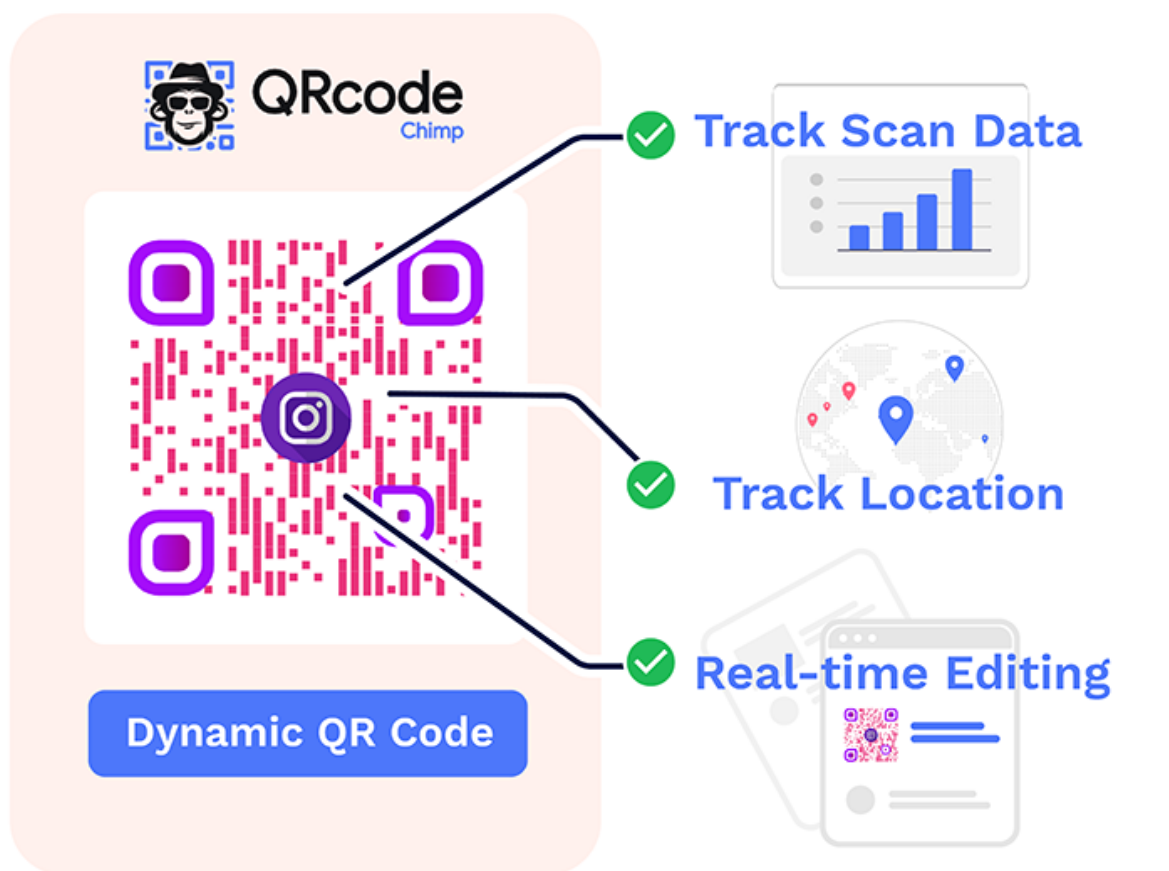 QRcode
Chimp
Track Scan Data
Track Location
Real-time Editing
Dynamic QR Code